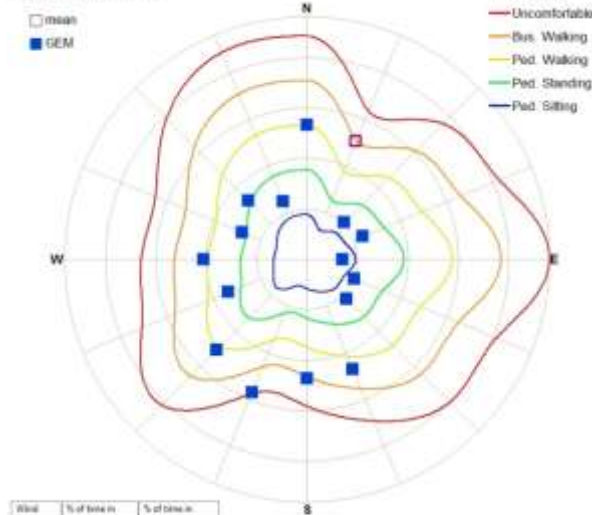 N
mean
GEM
Uncomfortable
Bus. Walking
Ped. Walking
Ped. Standing
Ped. Sitting
W
E
S
Wind
% of time in
% of time in